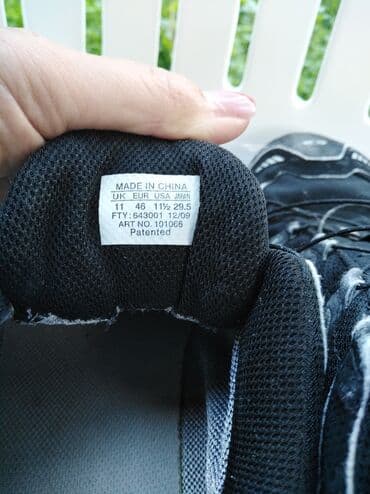 MADE IN CHINA
UK EUR USA JAPAN
11 46 11½ 29.5
FTY: 643001 12/09
ART NO. 101065
Patented